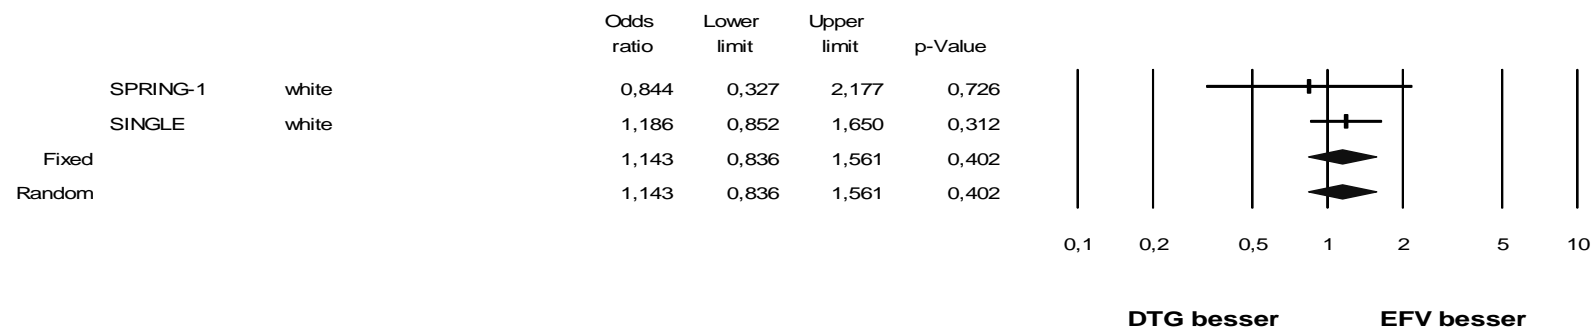 Odds Lower Upper
ratio limit limit p-Value
SPRING-1 white 0,844 0,327 2,177 0,726
SINGLE white 1,186 0,852 1,650 0,312
Fixed 1,143 0,836 1,561 0,402
Random 1,143 0,836 1,561 0,402
0,1 0,2 0,5 1 2 5 10
DTG besser EFV besser